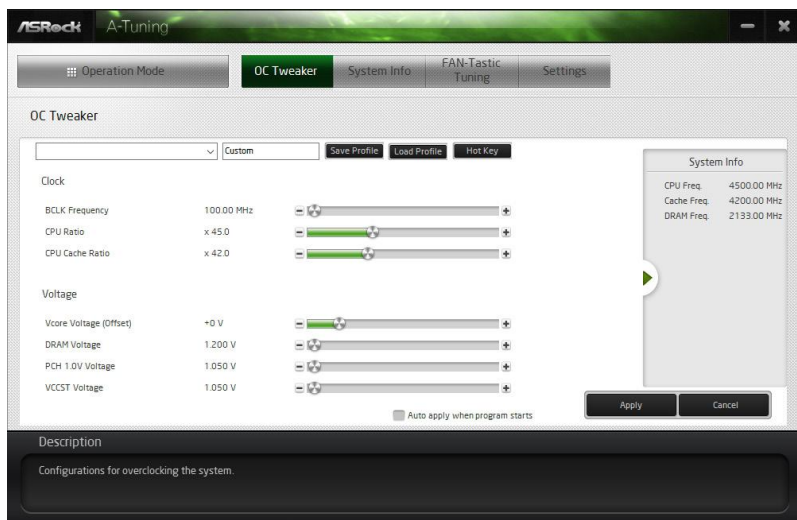 ASRock A-Tuning
Operation Mode OC Tweaker System Info FAN-Tastic Tuning Settings
OC Tweaker
Custom Save Profile Load Profile Hot Key
Clock
BCLK Frequency 100.00 MHz
CPU Ratio x 45.0
CPU Cache Ratio x 42.0
Voltage
Vcore Voltage (Offset) +0 V
DRAM Voltage 1.200 V
PCH 1.0V Voltage 1.050 V
VCCST Voltage 1.050 V
Auto apply when program starts
System Info
CPU Freq. 4500.00 MHz
Cache Freq. 4200.00 MHz
DRAM Freq. 2133.00 MHz
Apply Cancel
Description
Configurations for overclocking the system.